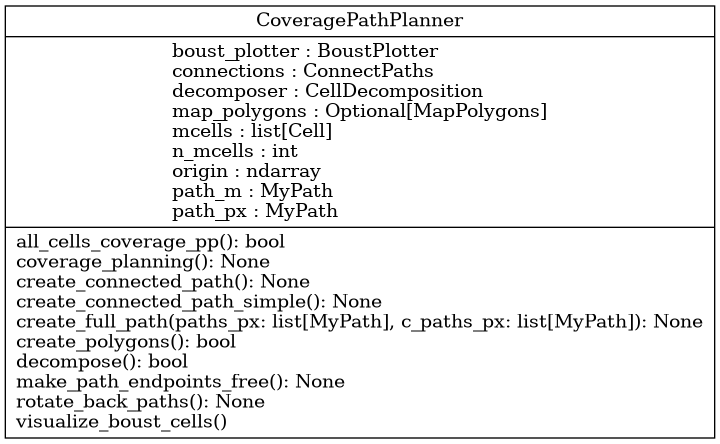 CoveragePathPlanner
boust_plotter : BoustPlotter
connections : ConnectPaths
decomposer : CellDecomposition
map_polygons : Optional[MapPolygons]
mcells : list[Cell]
n_mcells : int
origin : ndarray
path_m : MyPath
path_px : MyPath
all_cells_coverage_pp(): bool
coverage_planning(): None
create_connected_path(): None
create_connected_path_simple(): None
create_full_path(paths_px: list[MyPath], c_paths_px: list[MyPath]): None
create_polygons(): bool
decompose(): bool
make_path_endpoints_free(): None
rotate_back_paths(): None
visualize_boust_cells()